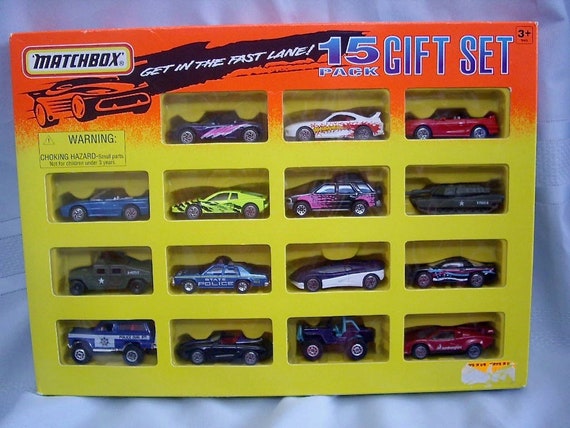 MATCHBOX®
GET IN THE FAST LANE!
15
PACK
GIFT SET
3+
WARNING:
CHOKING HAZARD-Small parts
Not for children under 3 years.
STATE
POLICE